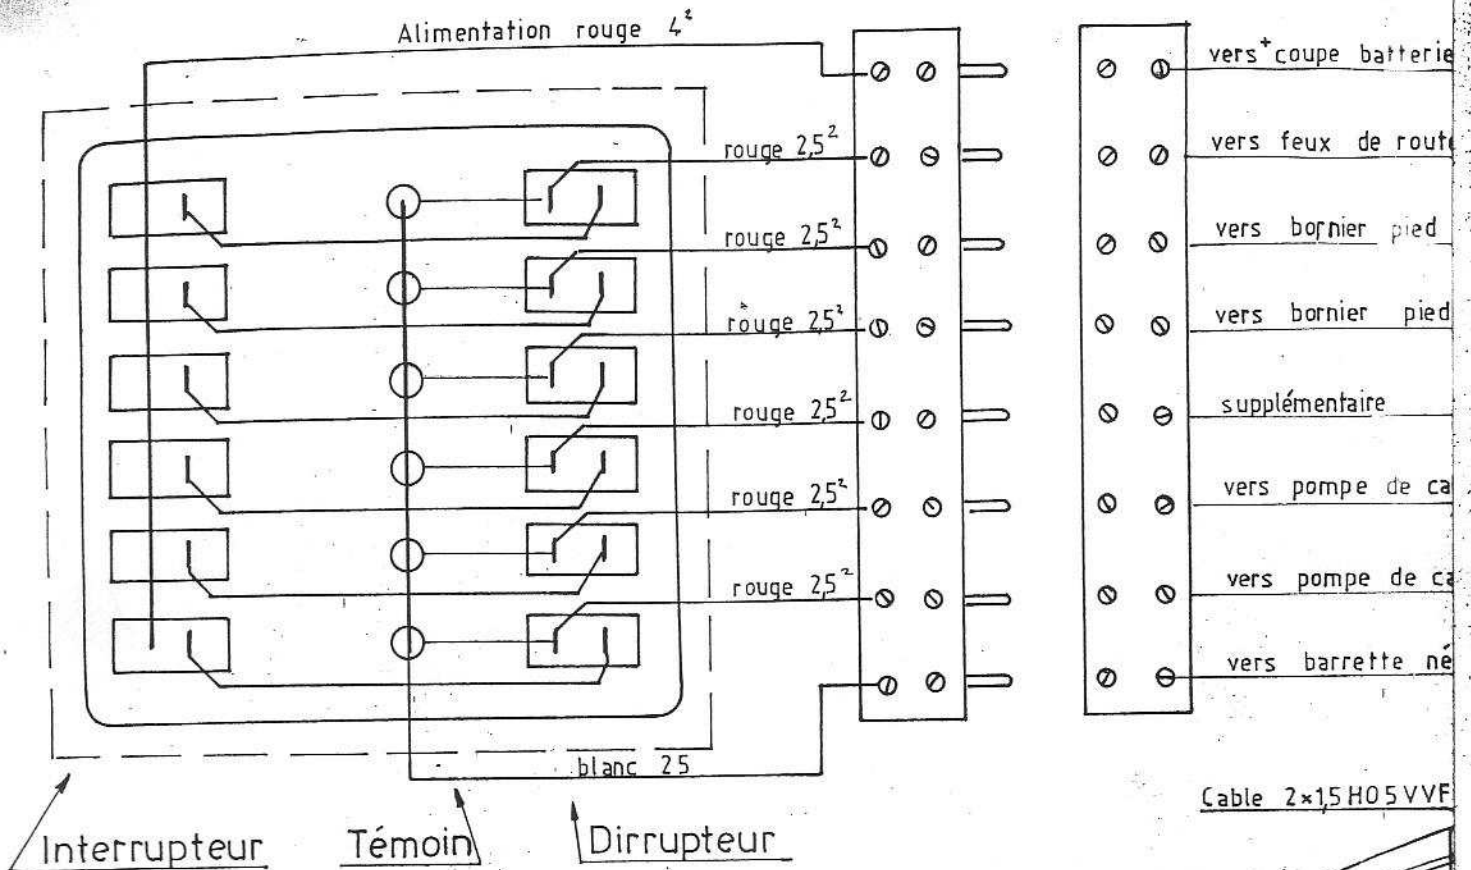 Alimentation rouge 4²
vers + coupe batterie
rouge 2,5²
vers feux de route
rouge 2,5²
vers bornier pied
rouge 2,5²
vers bornier pied
rouge 2,5²
supplémentaire
rouge 2,5²
vers pompe de ca
rouge 2,5²
vers pompe de ca
vers barrette né
blanc 25
Cable 2×1,5 HO5VVF
Interrupteur
Témoin
Dirrupteur